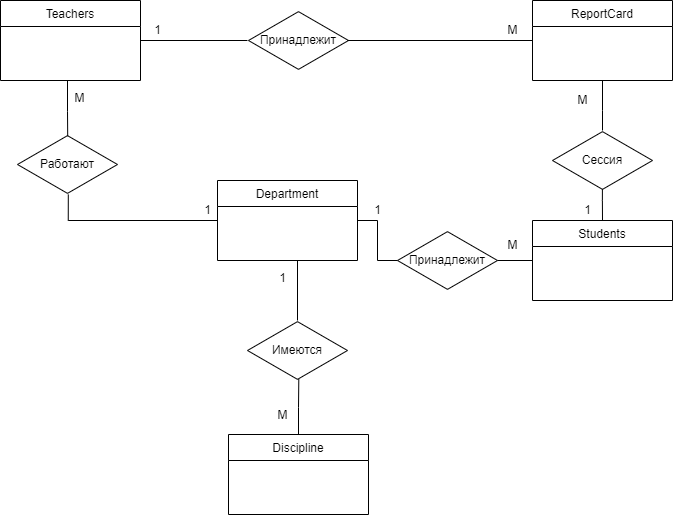 Teachers
ReportCard
1
Принадлежит
M
M
M
Работают
Сессия
Department
1
1
1
Students
Принадлежит
M
1
Имеются
M
Discipline